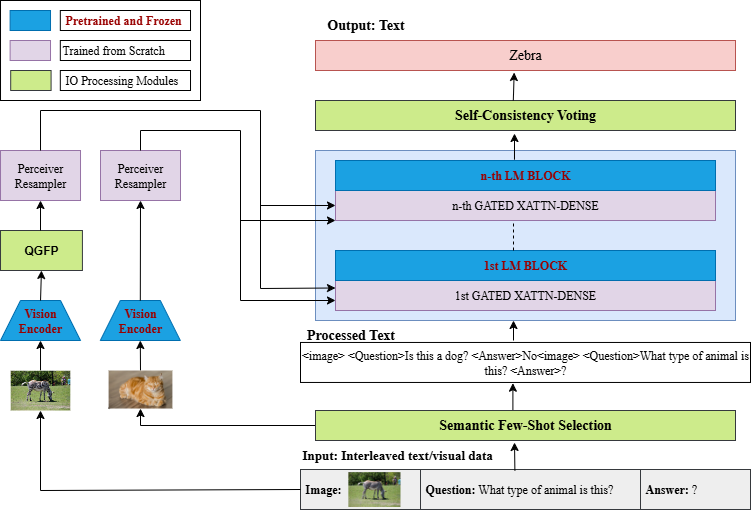 Output: Text
Pretrained and Frozen
Trained from Scratch
IO Processing Modules
Zebra
Self-Consistency Voting
Perceiver
Resampler
Perceiver
Resampler
n-th LM BLOCK
n-th GATED XATTN-DENSE
QGFP
1st LM BLOCK
1st GATED XATTN-DENSE
Vision
Encoder
Vision
Encoder
Processed Text
<image> <Question>Is this a dog? <Answer>No<image> <Question>What type of animal is
this? <Answer>?
Semantic Few-Shot Selection
Input: Interleaved text/visual data
Image:
Question: What type of animal is this?
Answer: ?